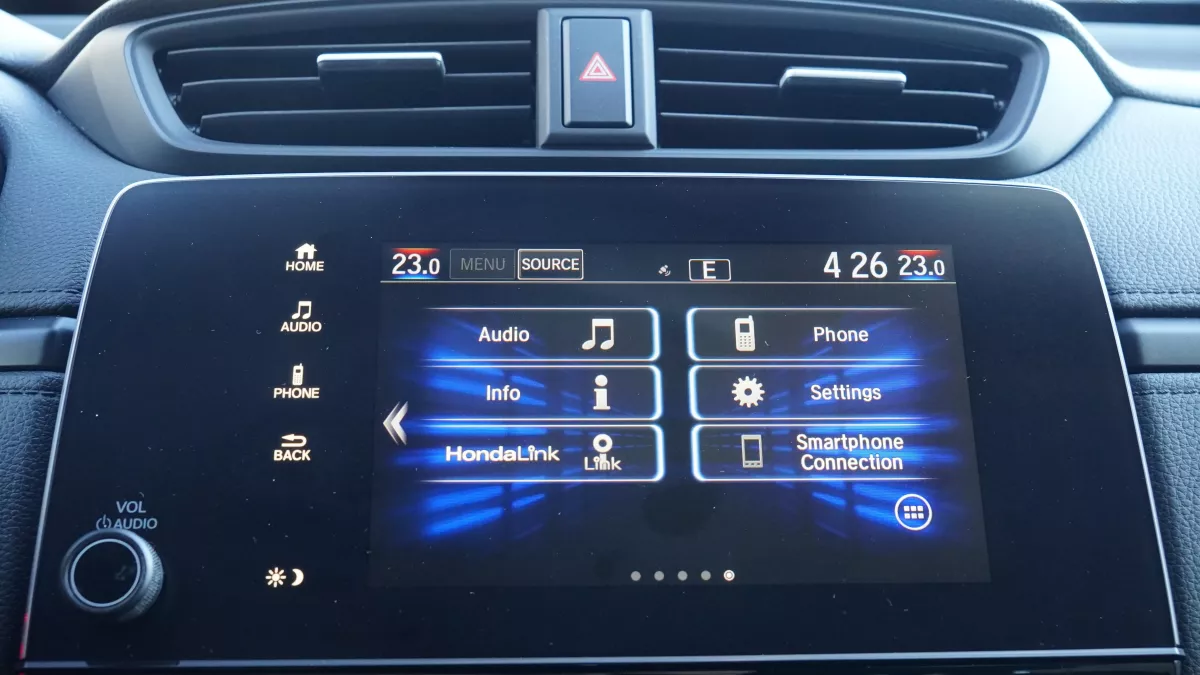 HOME
AUDIO
PHONE
BACK
VOL
AUDIO
23.0 MENU SOURCE E 4 26 23.0
Audio Phone
Info Settings
HondaLink Link Smartphone
Connection